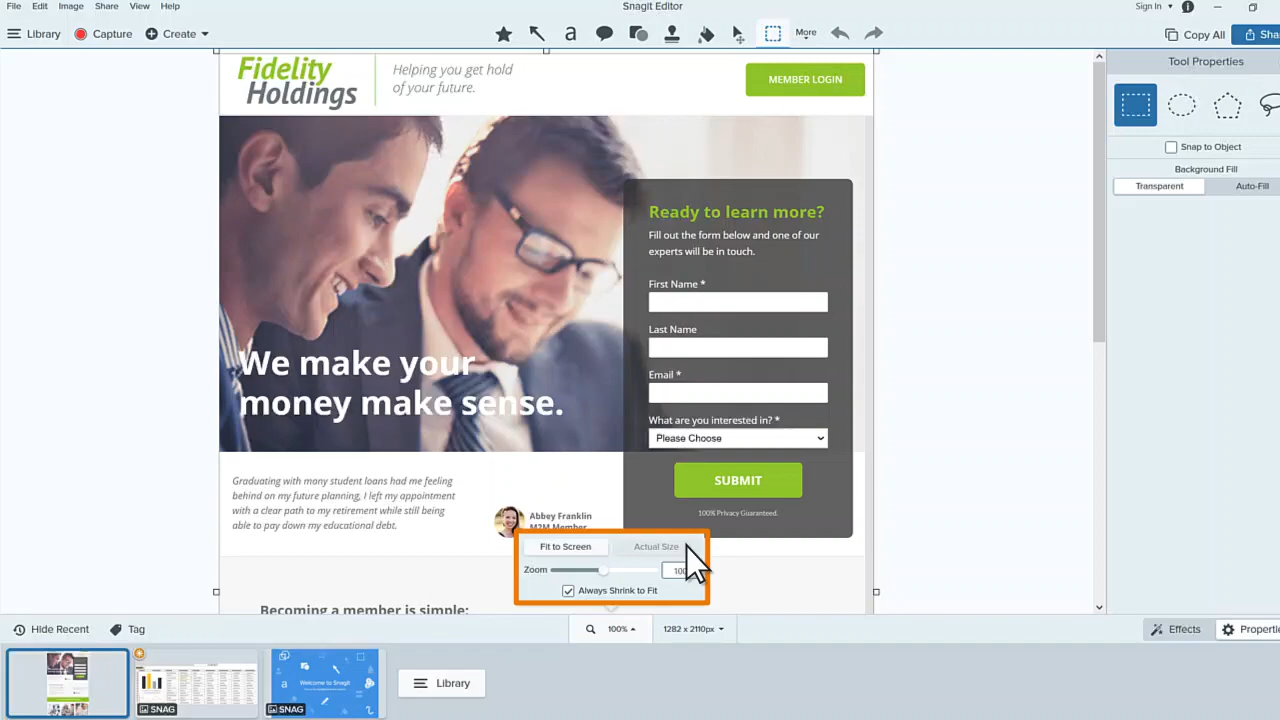 File Edit Image Share View Help
Snagit Editor
Sign In
Library Capture Create
a
More
Copy All
Tool Properties
Snap to Object
Background Fill
Transparent Auto-Fill
Fidelity
Holdings
Helping you get hold
of your future.
MEMBER LOGIN
We make your
money make sense.
Ready to learn more?
Fill out the form below and one of our
experts will be in touch.
First Name *
Last Name
Email *
What are you interested in? *
Please Choose
SUBMIT
100% Privacy Guaranteed.
Graduating with many student loans had me feeling
behind on my future planning, I left my appointment
with a clear path to my retirement while still being
able to pay down my educational debt.
Abbey Franklin
M2M Member
Fit to Screen Actual Size
Zoom 100
Always Shrink to Fit
Becoming a member is simple:
Hide Recent Tag
100%
1282 x 2110px
Effects
SNAG
a Welcome to Snagit
SNAG
Library